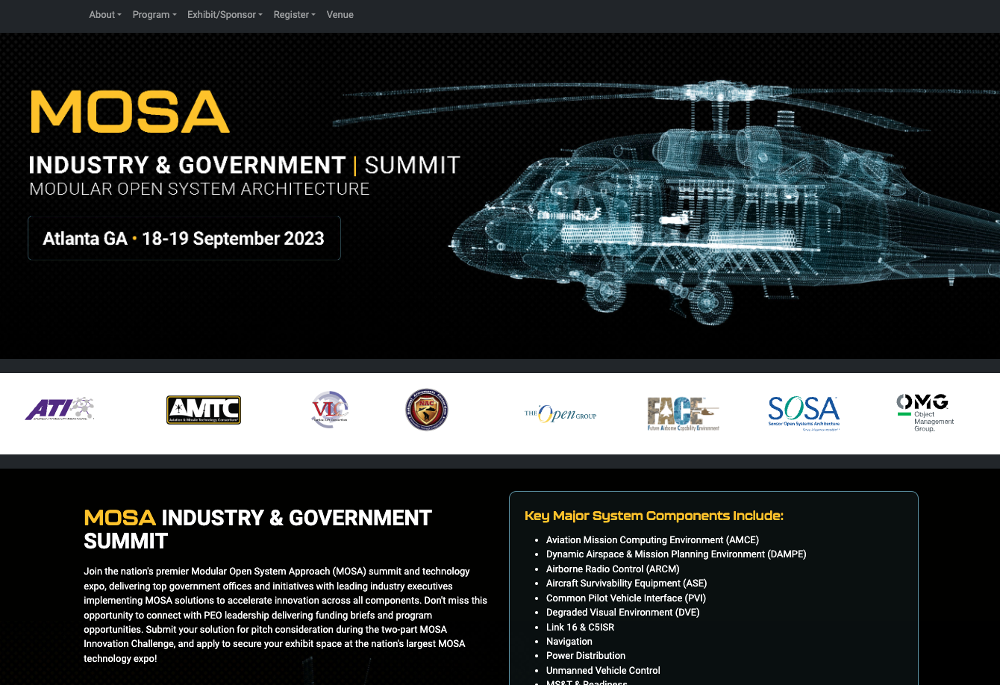 About
Program
Exhibit/Sponsor
Register
Venue
MOSA
INDUSTRY & GOVERNMENT | SUMMIT
MODULAR OPEN SYSTEM ARCHITECTURE
Atlanta GA • 18-19 September 2023
ATI
AMTC
Aviation & Missile Technology Consortium
VL
NAC
THE Open GROUP
FACE
Future Airborne Capability Environment
SOSA
Sensor Open Systems Architecture
OMG
Object
Management
Group.
MOSA INDUSTRY & GOVERNMENT
SUMMIT
Join the nation's premier Modular Open System Approach (MOSA) summit and technology
expo, delivering top government offices and initiatives with leading industry executives
implementing MOSA solutions to accelerate innovation across all components. Don't miss this
opportunity to connect with PEO leadership delivering funding briefs and program
opportunities. Submit your solution for pitch consideration during the two-part MOSA
Innovation Challenge, and apply to secure your exhibit space at the nation's largest MOSA
technology expo!
Key Major System Components Include:
• Aviation Mission Computing Environment (AMCE)
• Dynamic Airspace & Mission Planning Environment (DAMPE)
• Airborne Radio Control (ARCM)
• Aircraft Survivability Equipment (ASE)
• Common Pilot Vehicle Interface (PVI)
• Degraded Visual Environment (DVE)
• Link 16 & C5ISR
• Navigation
• Power Distribution
• Unmanned Vehicle Control
• MS&T & Readiness